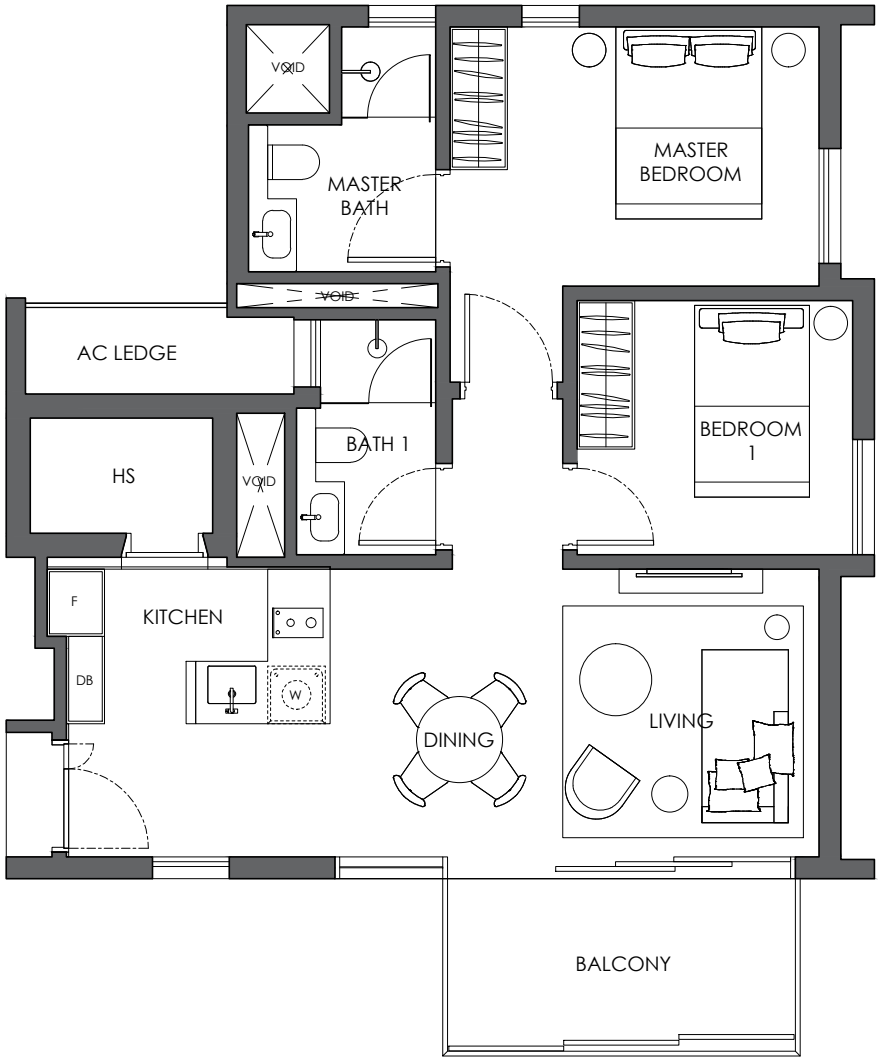 VOID
MASTER
BEDROOM
MASTER
BATH
VOID
AC LEDGE
BEDROOM
1
BATH 1
HS
VOID
F
KITCHEN
DB
W
DINING
LIVING
BALCONY